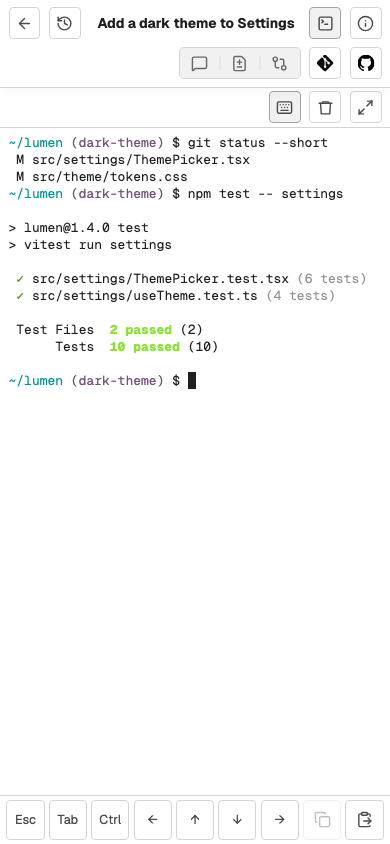 Add a dark theme to Settings
~/lumen (dark-theme) $ git status --short
M src/settings/ThemePicker.tsx
M src/theme/tokens.css
~/lumen (dark-theme) $ npm test -- settings
> lumen@1.4.0 test
> vitest run settings
✓ src/settings/ThemePicker.test.tsx (6 tests)
✓ src/settings/useTheme.test.ts (4 tests)
Test Files  2 passed (2)
Tests  10 passed (10)
~/lumen (dark-theme) $
Esc Tab Ctrl ← ↑ ↓ →